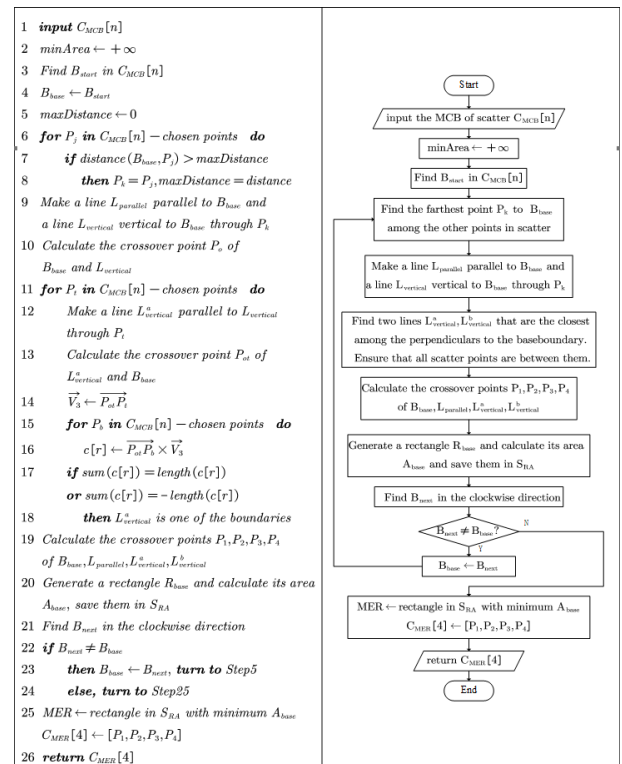 1 input C_MCB[n]
2 minArea ← +∞
3 Find B_start in C_MCB[n]
4 B_base ← B_start
5 maxDistance ← 0
6 for P_j in C_MCB[n] − chosen points do
7 if distance(B_base, P_j) > maxDistance
8 then P_k = P_j, maxDistance = distance
9 Make a line L_parallel parallel to B_base and
a line L_vertical vertical to B_base through P_k
10 Calculate the crossover point P_o of
B_base and L_vertical
11 for P_t in C_MCB[n] − chosen points do
12 Make a line L^a_vertical parallel to L_vertical
through P_t
13 Calculate the crossover point P_ot of
L^a_vertical and B_base
14 V⃗_3 ← P_otP_t
15 for P_b in C_MCB[n] − chosen points do
16 c[r] ← P_otP_b × V⃗_3
17 if sum(c[r]) = length(c[r])
or sum(c[r]) = −length(c[r])
18 then L^a_vertical is one of the boundaries
19 Calculate the crossover points P_1, P_2, P_3, P_4
of B_base, L_parallel, L^a_vertical, L^b_vertical
20 Generate a rectangle R_base and calculate its area
A_base, save them in S_RA
21 Find B_next in the clockwise direction
22 if B_next ≠ B_base
23 then B_base ← B_next, turn to Step5
24 else, turn to Step25
25 MER ← rectangle in S_RA with minimum A_base
C_MER[4] ← [P_1, P_2, P_3, P_4]
26 return C_MER[4]
Start
input the MCB of scatter C_MCB[n]
minArea ← +∞
Find B_start in C_MCB[n]
Find the farthest point P_k to B_base
among the other points in scatter
Make a line L_parallel parallel to B_base and
a line L_vertical vertical to B_base through P_k
Find two lines L^a_vertical, L^b_vertical that are the closest
among the perpendiculars to the baseboundary.
Ensure that all scatter points are between them.
Calculate the crossover points P_1, P_2, P_3, P_4
of B_base, L_parallel, L^a_vertical, L^b_vertical
Generate a rectangle R_base and calculate its area
A_base and save them in S_RA
Find B_next in the clockwise direction
B_next ≠ B_base?
N
Y
B_base ← B_next
MER ← rectangle in S_RA with minimum A_base
C_MER[4] ← [P_1, P_2, P_3, P_4]
return C_MER[4]
End